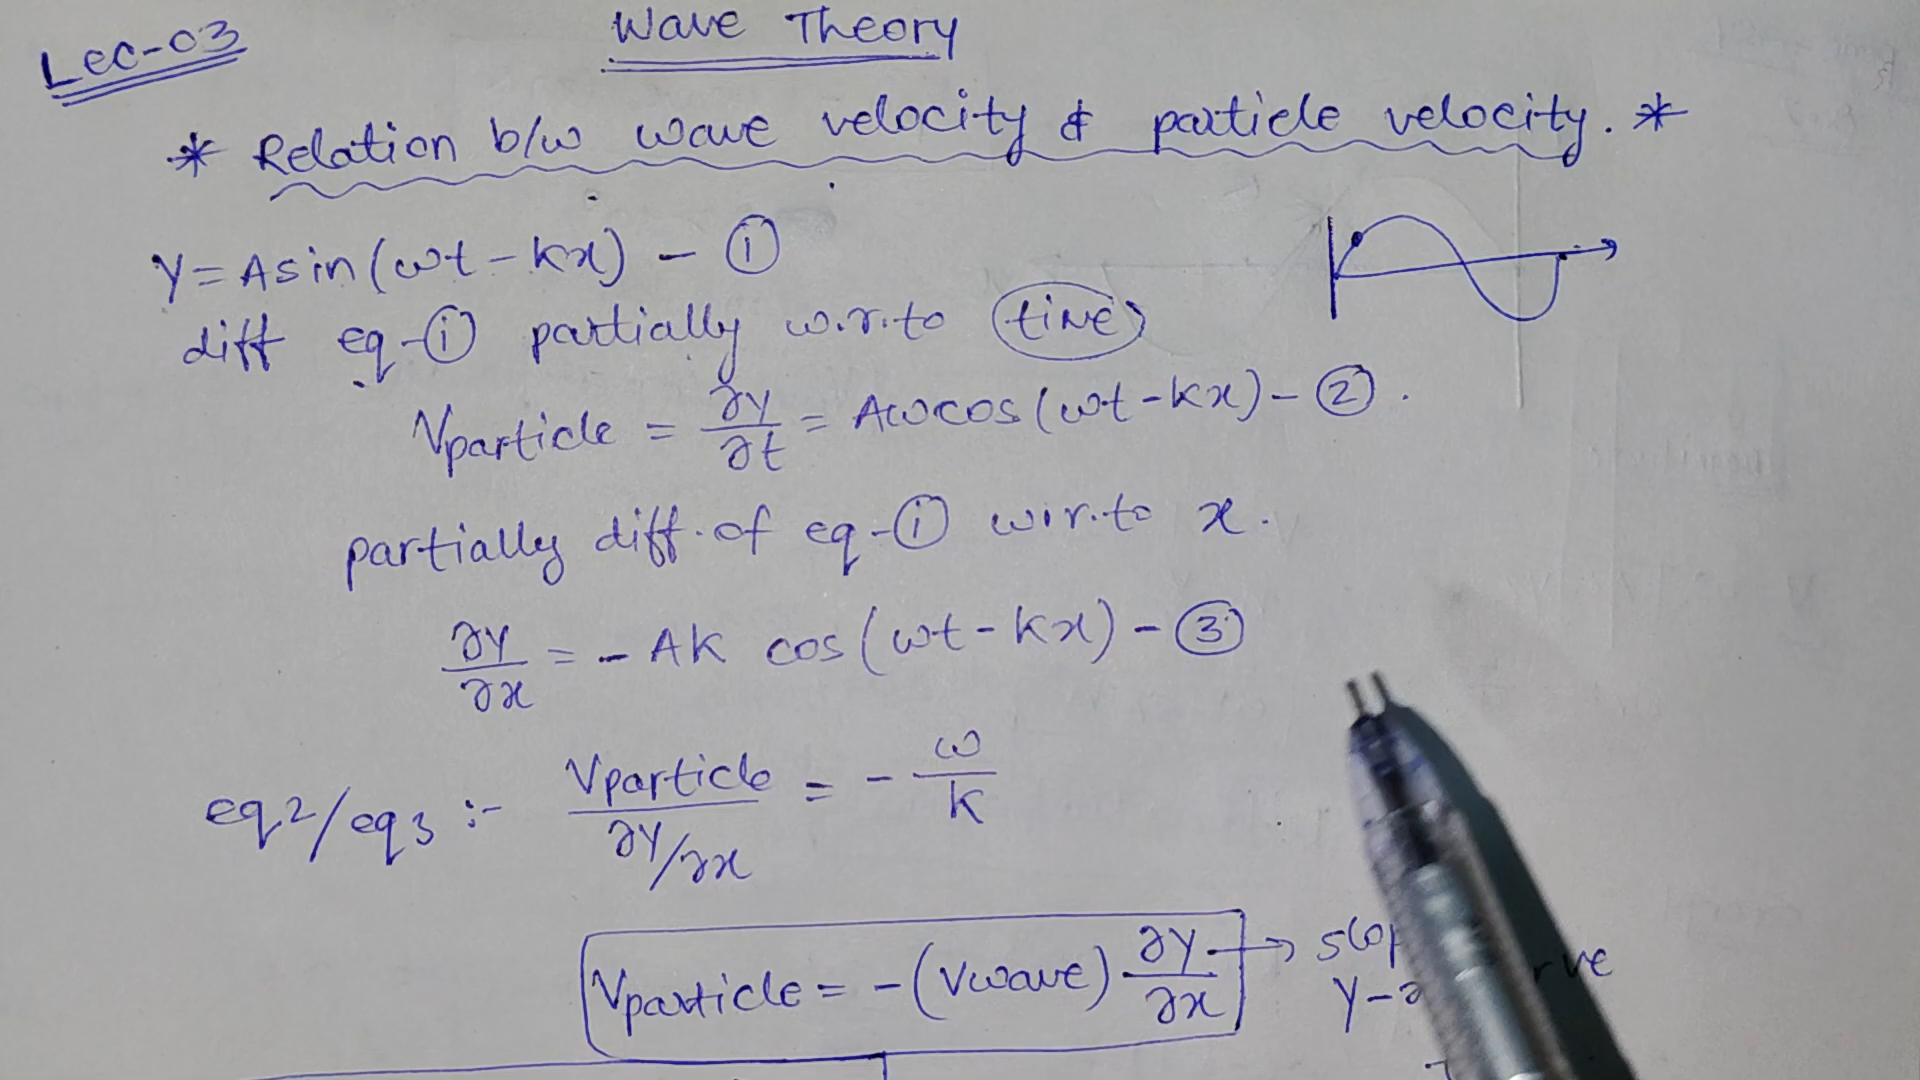 Lec-03
Wave Theory
* Relation b/w wave velocity & particle velocity. *
y = A sin(ωt - kx) - ①
diff eq-① partially w.r.to time
Vparticle = ∂y/∂t = Aω cos(ωt - kx) - ②.
partially diff. of eq-① w.r.to x.
∂y/∂x = - AK cos(ωt - kx) - ③
eq2/eq3 :- Vparticle / ∂y/∂x = - ω/k
Vparticle = - (Vwave) ∂y/∂x →